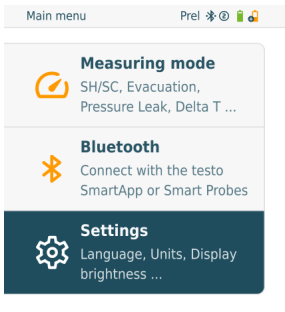 Main menu Prel 2
Measuring mode
SH/SC, Evacuation,
Pressure Leak, Delta T ...
Bluetooth
Connect with the testo
SmartApp or Smart Probes
Settings
Language, Units, Display
brightness ...